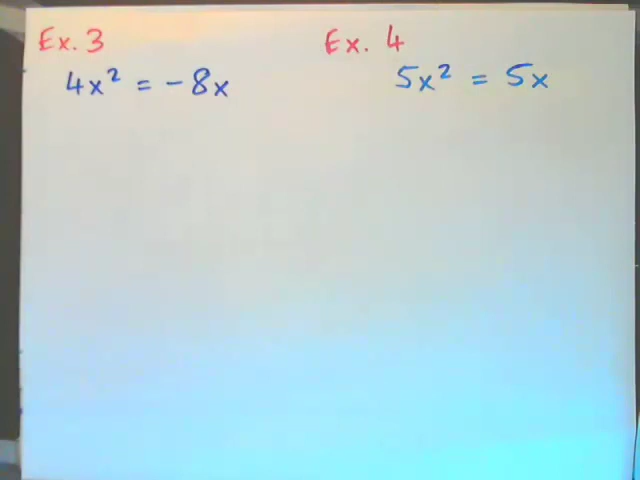 Ex. 3
4x² = -8x
Ex. 4
5x² = 5x